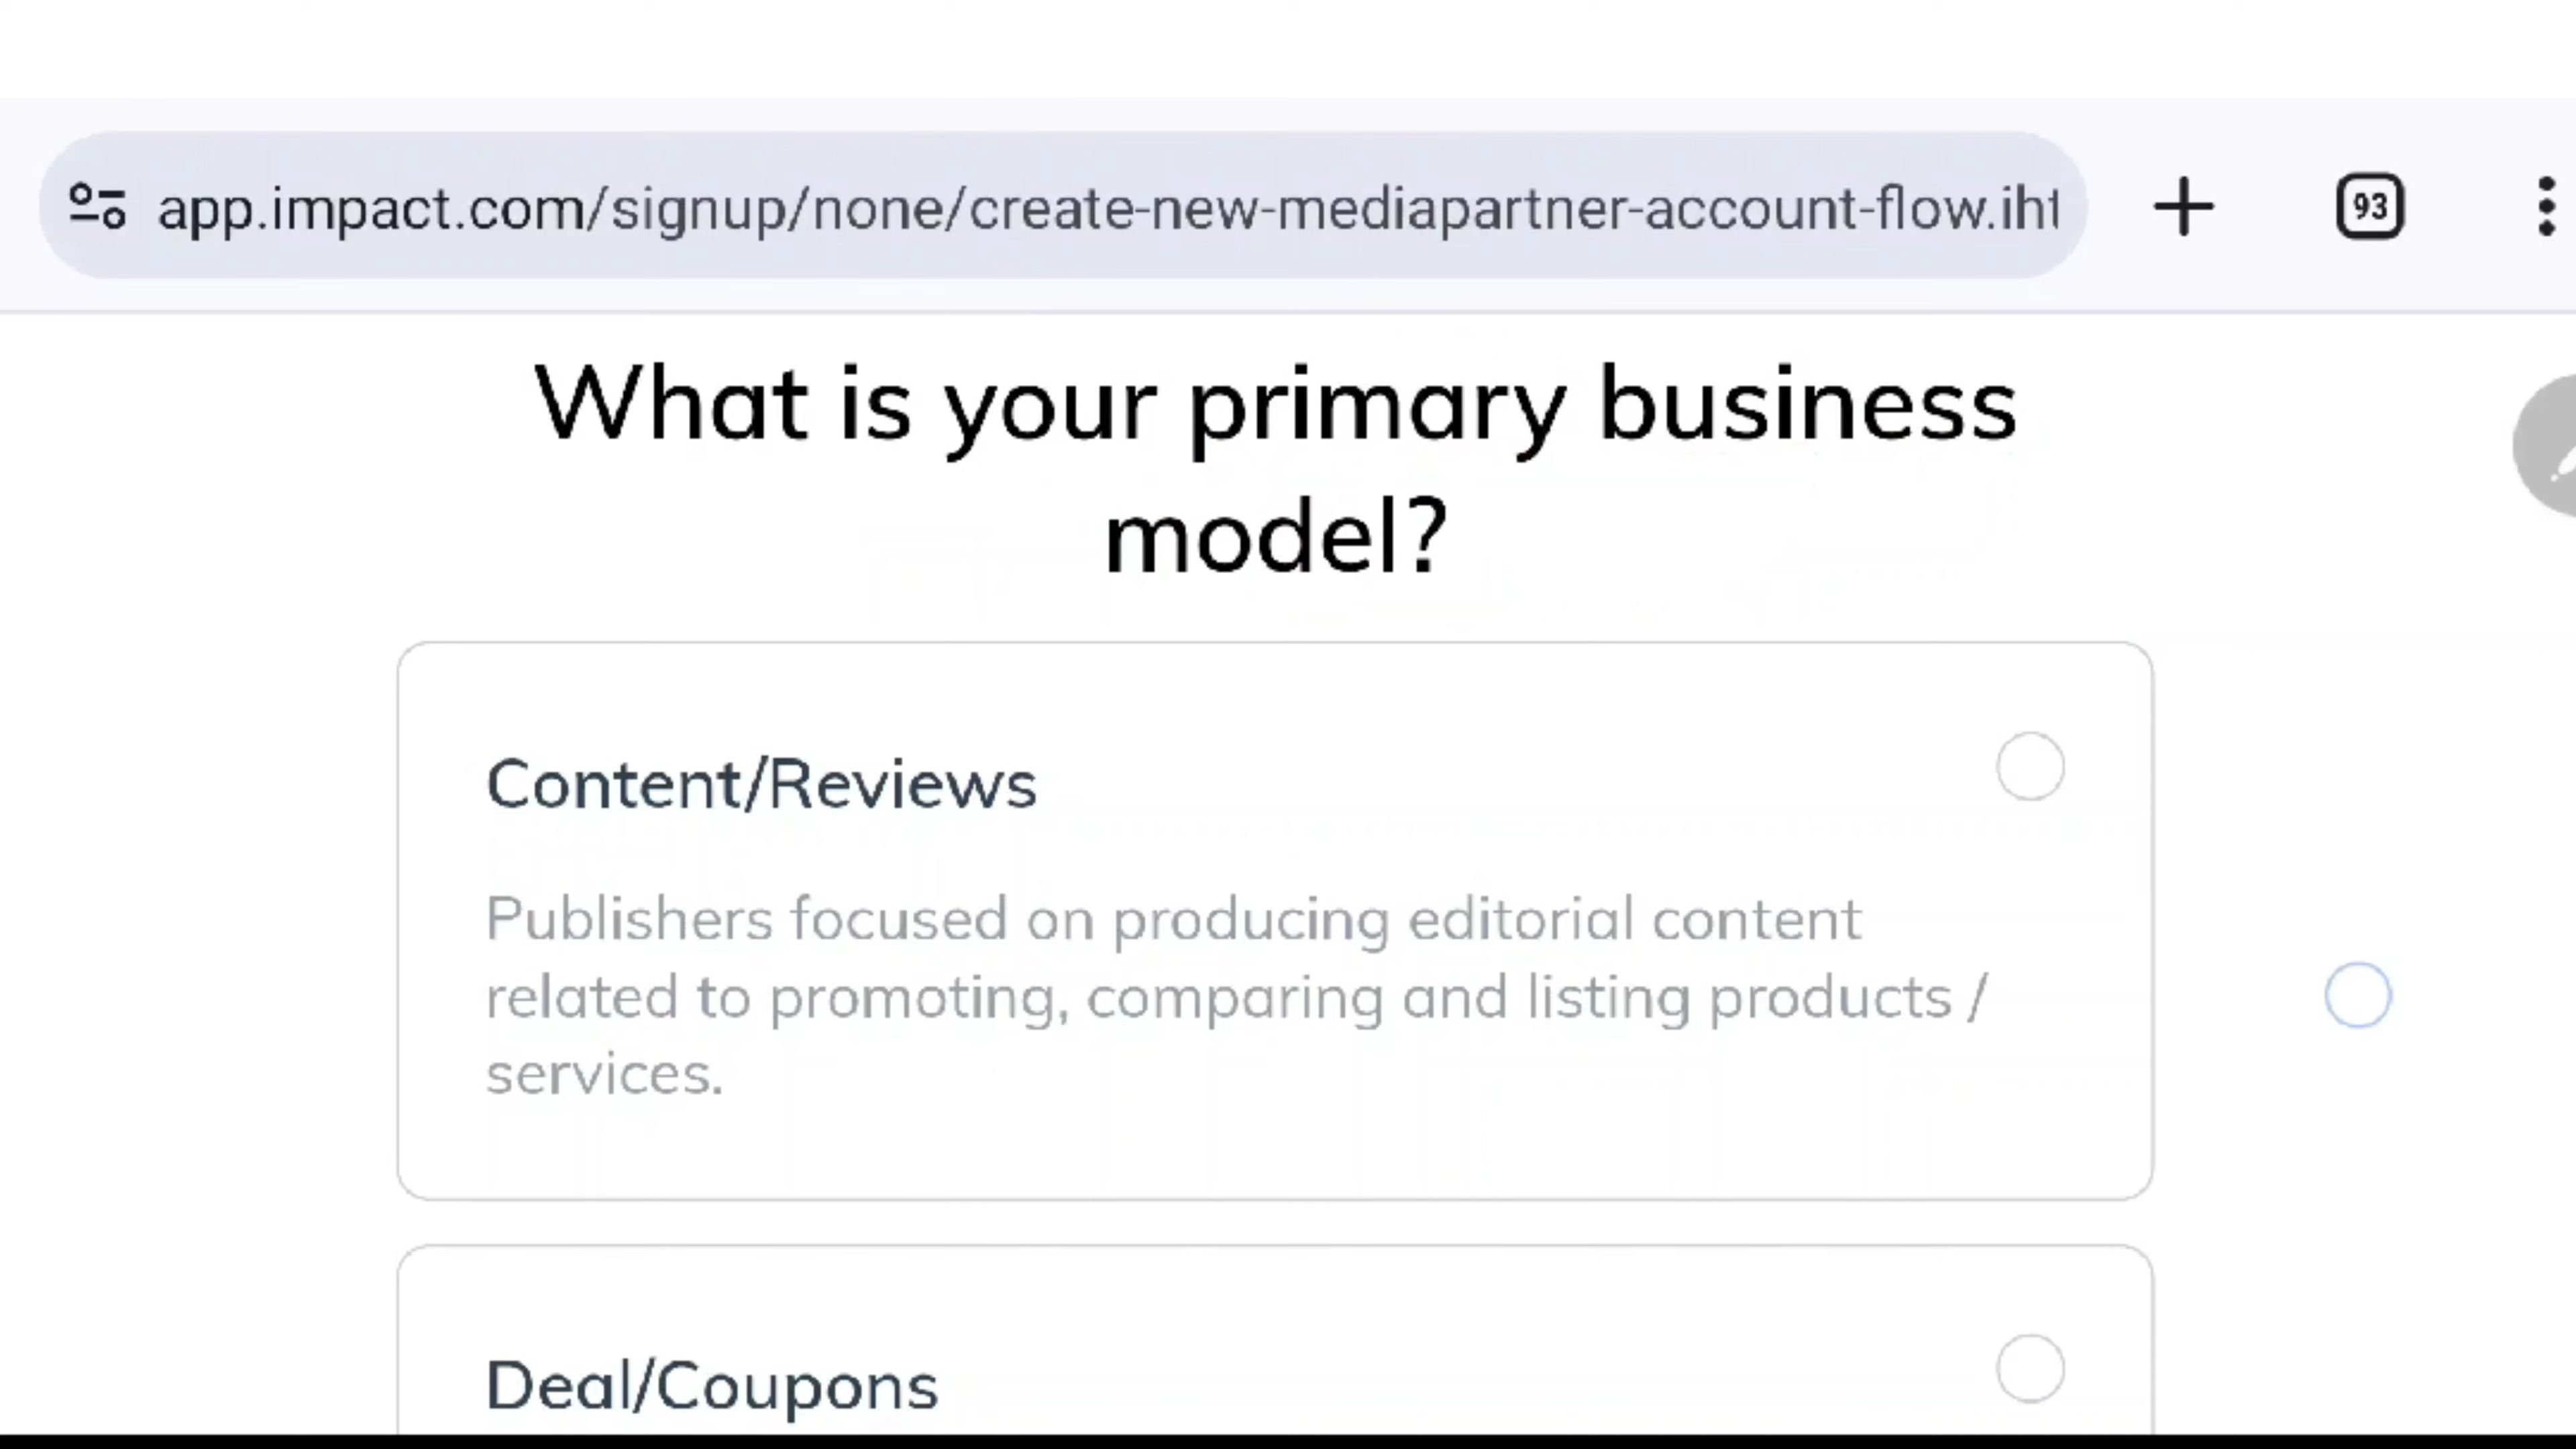 app.impact.com/signup/none/create-new-mediapartner-account-flow.iht
93
What is your primary business
model?
Content/Reviews
Publishers focused on producing editorial content
related to promoting, comparing and listing products /
services.
Deal/Coupons